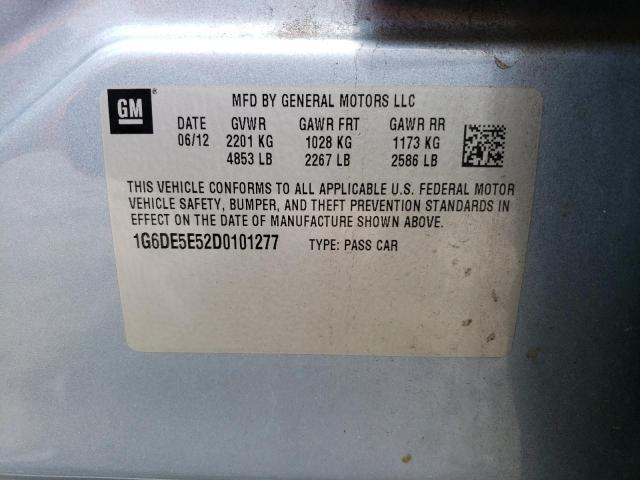 GM ® MFD BY GENERAL MOTORS LLC
DATE GVWR GAWR FRT GAWR RR
06/12 2201 KG 1028 KG 1173 KG
4853 LB 2267 LB 2586 LB
THIS VEHICLE CONFORMS TO ALL APPLICABLE U.S. FEDERAL MOTOR
VEHICLE SAFETY, BUMPER, AND THEFT PREVENTION STANDARDS IN
EFFECT ON THE DATE OF MANUFACTURE SHOWN ABOVE.
1G6DE5E52D0101277 TYPE: PASS CAR